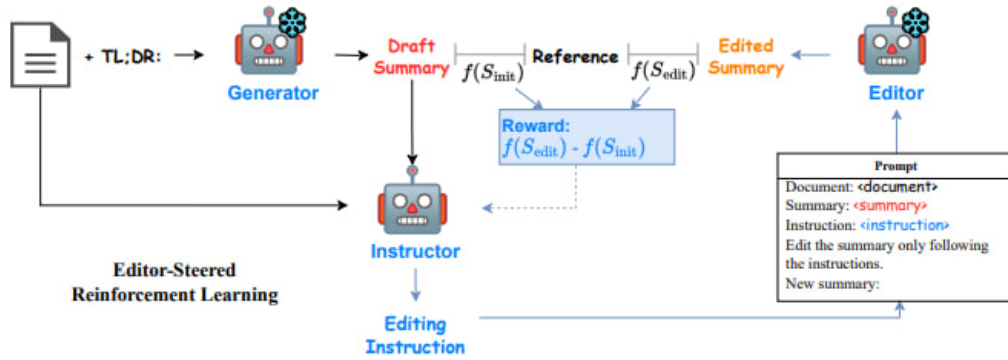 + TL;DR:
Generator
Draft
Summary
f(S_init)
Reference
f(S_edit)
Edited
Summary
Editor
Reward:
f(S_edit) - f(S_init)
Instructor
Editor-Steered
Reinforcement Learning
Editing
Instruction
Prompt
Document: <document>
Summary: <summary>
Instruction: <instruction>
Edit the summary only following
the instructions.
New summary: